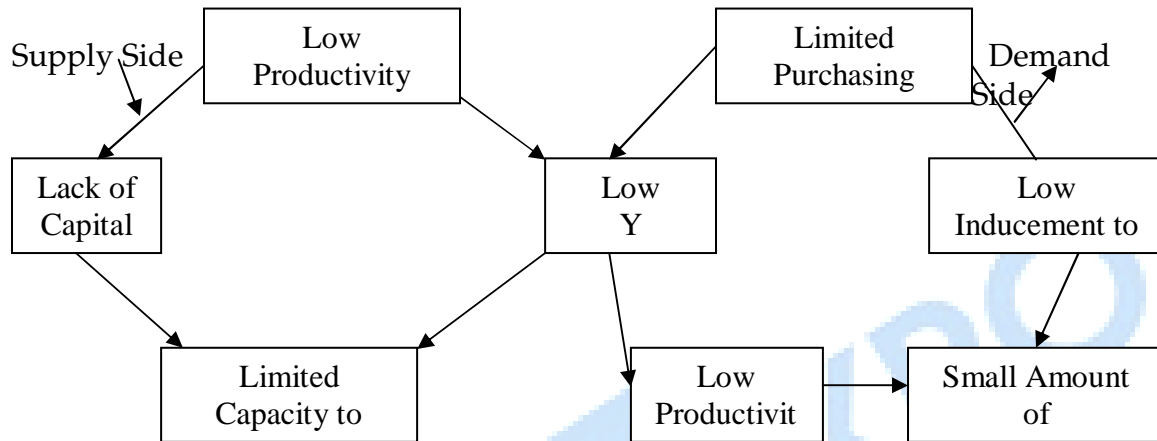 Supply Side
Low
Productivity
Limited
Purchasing
Demand
Side
Lack of
Capital
Low
Y
Low
Inducement to
Limited
Capacity to
Low
Productivit
Small Amount
of